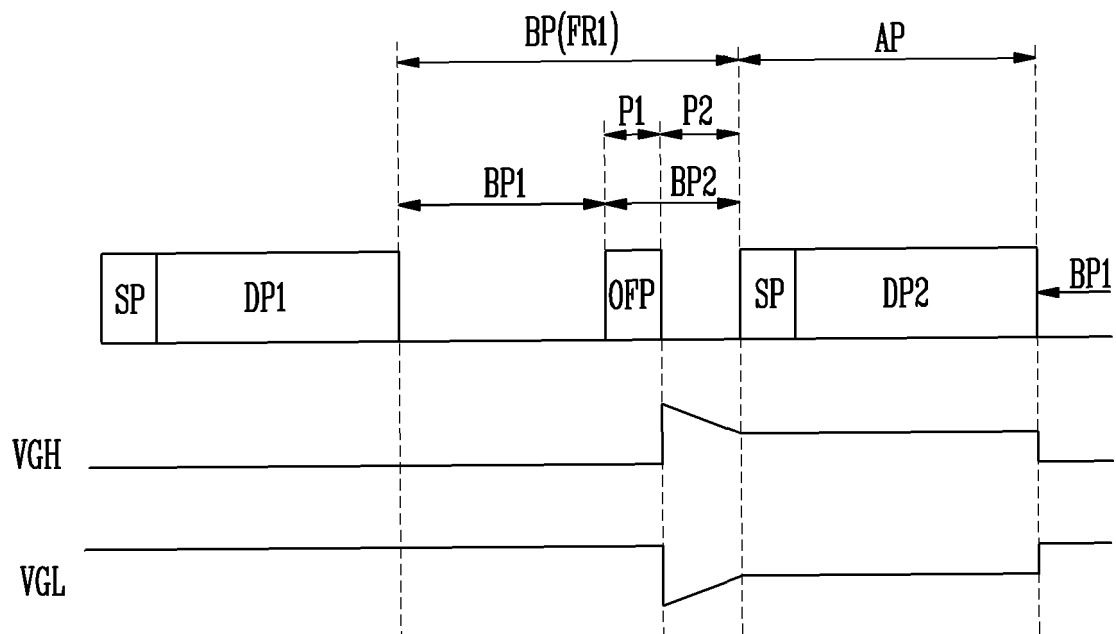 BP(FR1) AP
P1 P2
BP1 BP2
SP DP1 OFP SP DP2 BP1
VGH
VGL